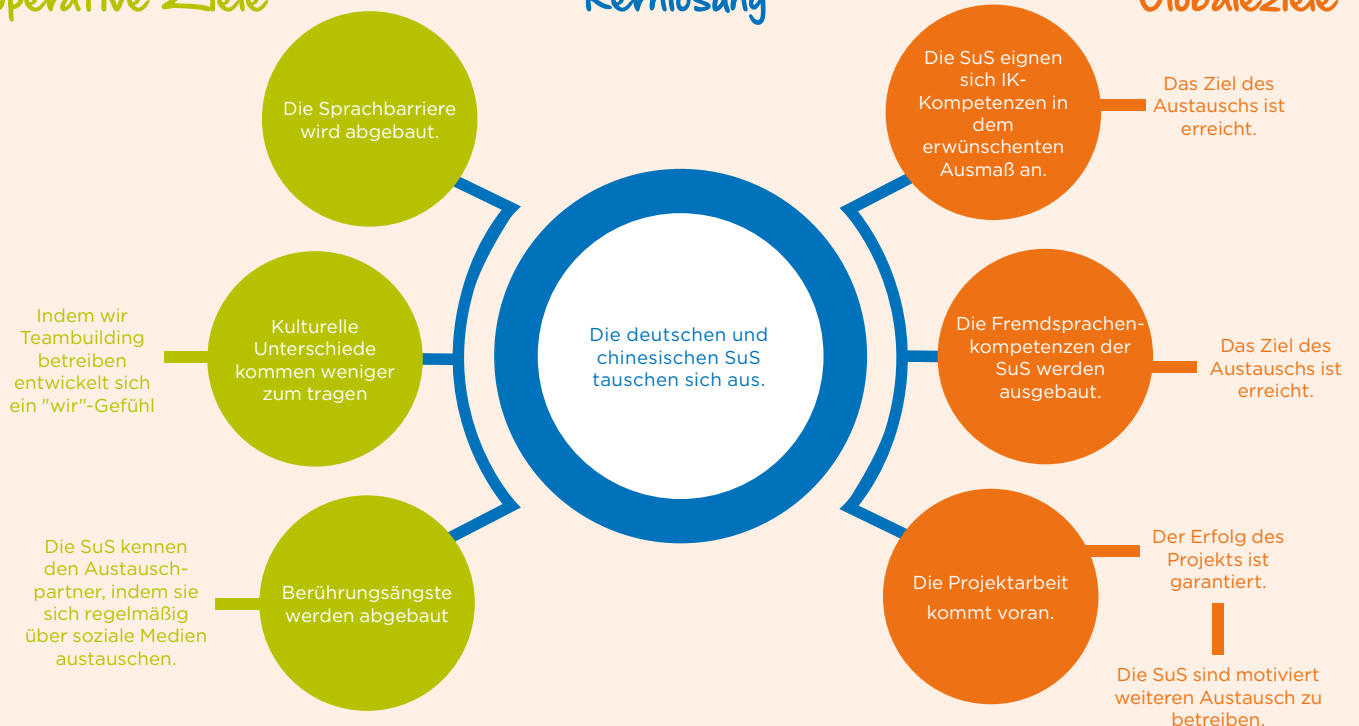 Operative Ziele
Kernlösung
Globaleziele
Die Sprachbarriere
wird abgebaut.
Indem wir
Teambuilding
betreiben
entwickelt sich
ein "wir"-Gefühl
Kulturelle
Unterschiede
kommen weniger
zum tragen
Die SuS kennen
den Austausch-
partner, indem sie
sich regelmäßig
über soziale Medien
austauschen.
Berührungsängste
werden abgebaut
Die deutschen und
chinesischen SuS
tauschen sich aus.
Die SuS eignen
sich IK-
Kompetenzen in
dem
erwünschenten
Ausmaß an.
Das Ziel des
Austauschs ist
erreicht.
Die Fremdsprachen-
kompetenzen der
SuS werden
ausgebaut.
Das Ziel des
Austauschs ist
erreicht.
Die Projektarbeit
kommt voran.
Der Erfolg des
Projekts ist
garantiert.
Die SuS sind motiviert
weiteren Austausch zu
betreiben.